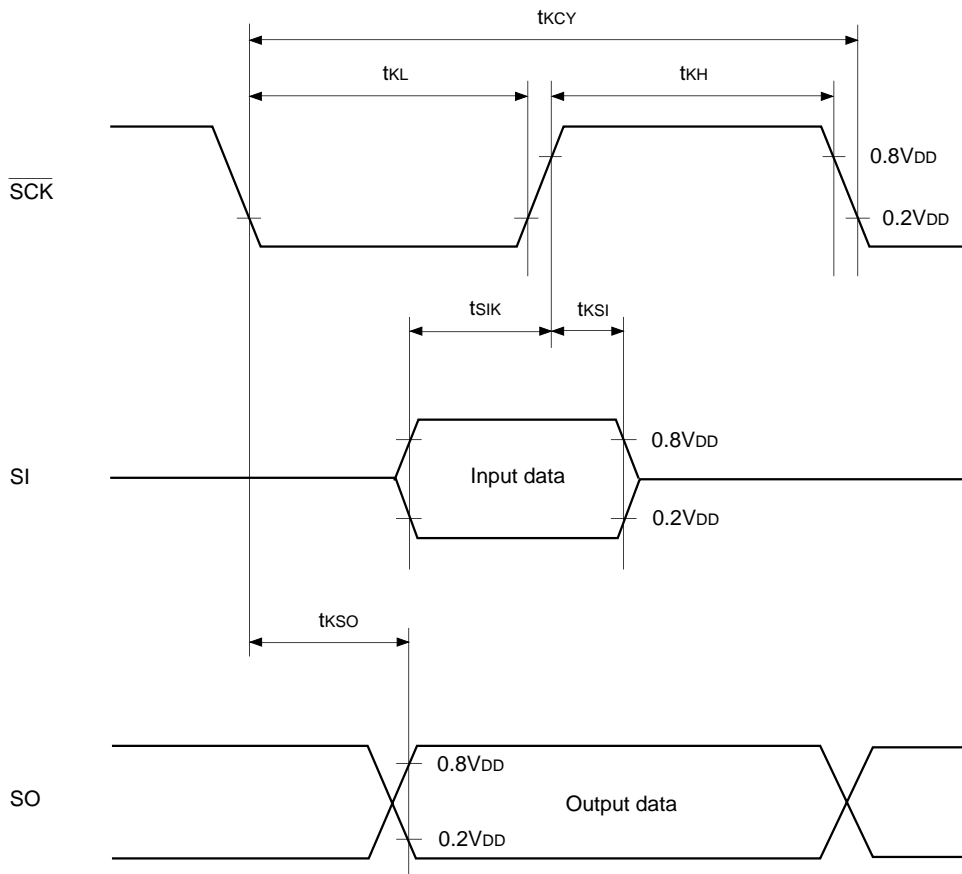 tKCY
tKL
tKH
SCK
0.8VDD
0.2VDD
tSIK
tKSI
SI
Input data
0.8VDD
0.2VDD
tKSO
SO
0.8VDD
Output data
0.2VDD